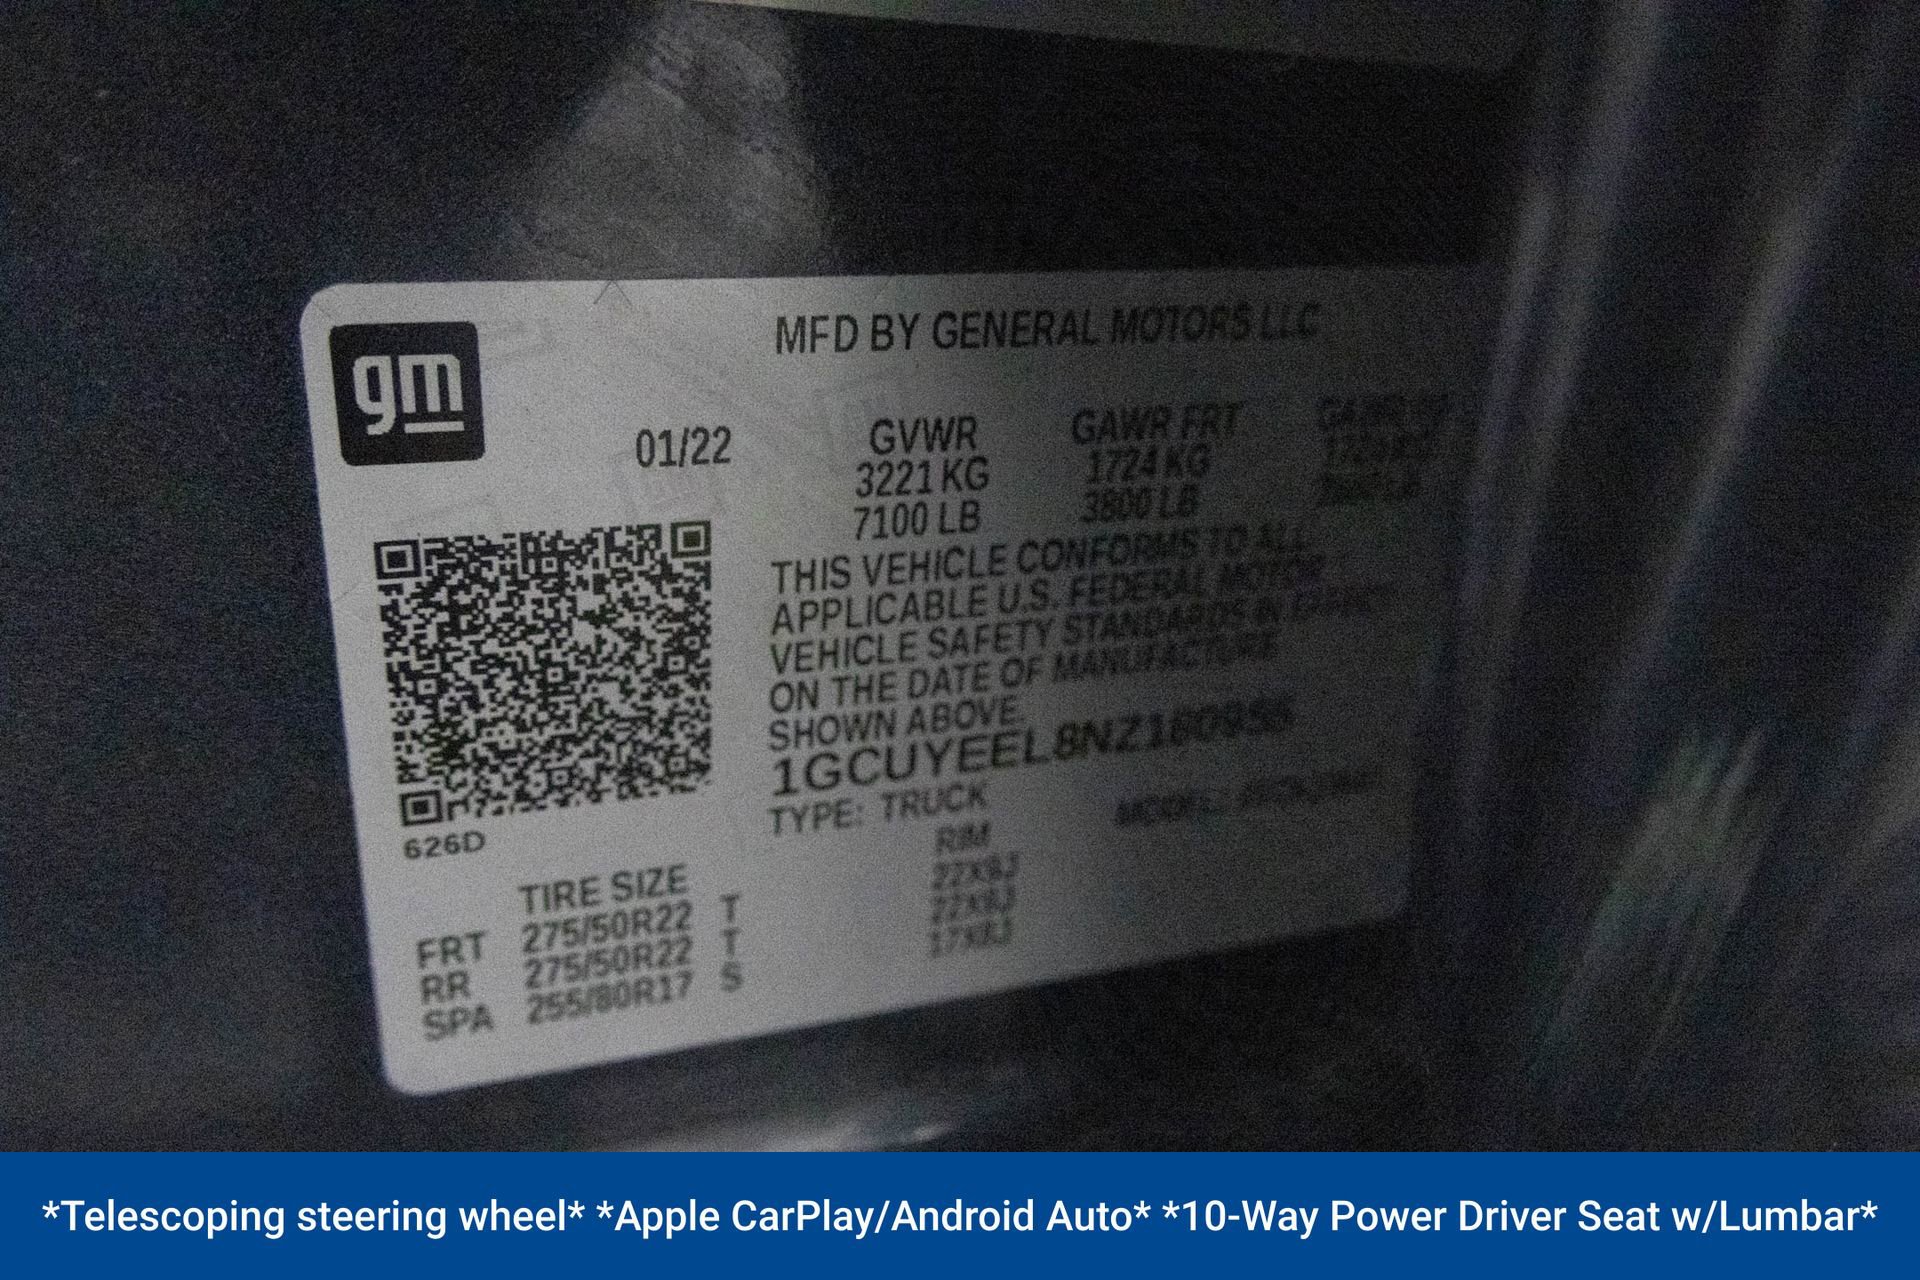 gm
MFD BY GENERAL MOTORS LLC
01/22
GVWR
3221 KG
7100 LB
GAWR FRT
1724 KG
3800 LB
THIS VEHICLE CONFORMS TO ALL
APPLICABLE U.S. FEDERAL MOTOR
VEHICLE SAFETY STANDARDS IN
ON THE DATE OF MANUFACTURE
SHOWN ABOVE.
TYPE: TRUCK
626D
TIRE SIZE RIM
FRT 275/50R22 T 22X9J
RR 275/50R22 T 22X9J
SPA 255/80R17 S 17X8J
*Telescoping steering wheel* *Apple CarPlay/Android Auto* *10-Way Power Driver Seat w/Lumbar*